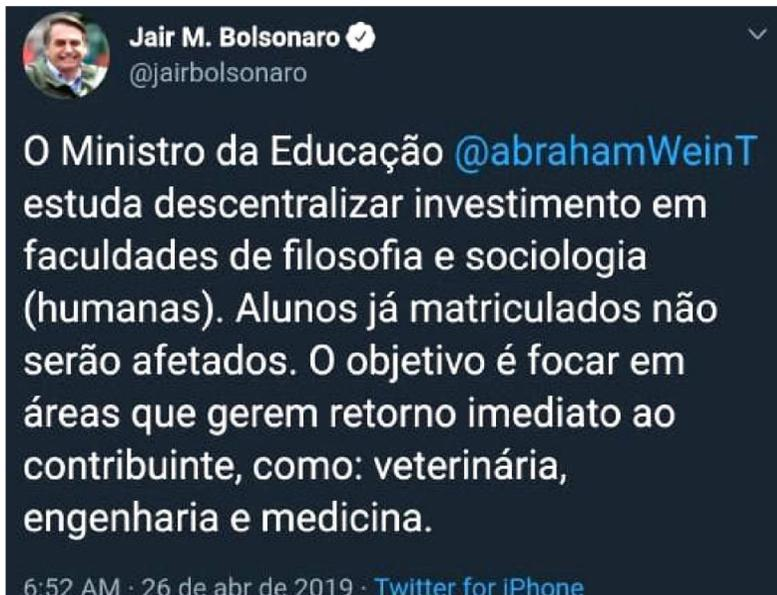 Jair M. Bolsonaro
@jairbolsonaro
O Ministro da Educação @abrahamWeinT
estuda descentralizar investimento em
faculdades de filosofia e sociologia
(humanas). Alunos já matriculados não
serão afetados. O objetivo é focar em
áreas que gerem retorno imediato ao
contribuinte, como: veterinária,
engenharia e medicina.
6:52 AM · 26 de abr de 2019 · Twitter for iPhone